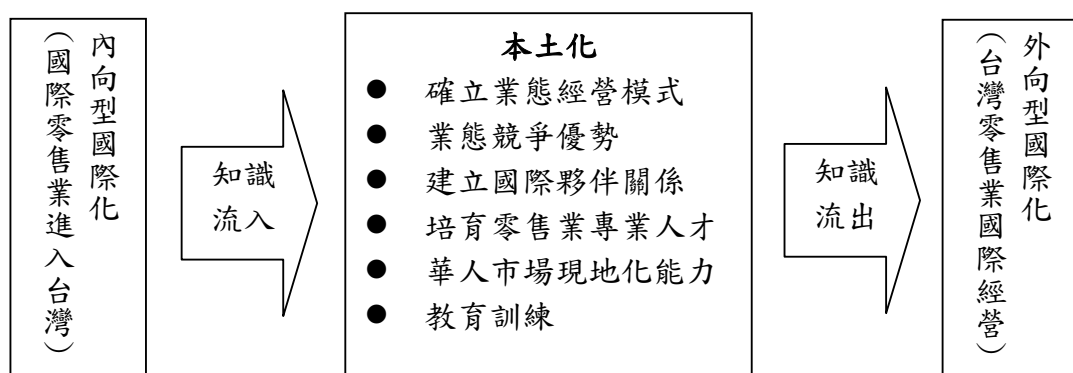 內向型國際化
（國際零售業進入台灣）
知識
流入
本土化
● 確立業態經營模式
● 業態競爭優勢
● 建立國際夥伴關係
● 培育零售業專業人才
● 華人市場現地化能力
● 教育訓練
知識
流出
外向型國際化
（台灣零售業國際經營）